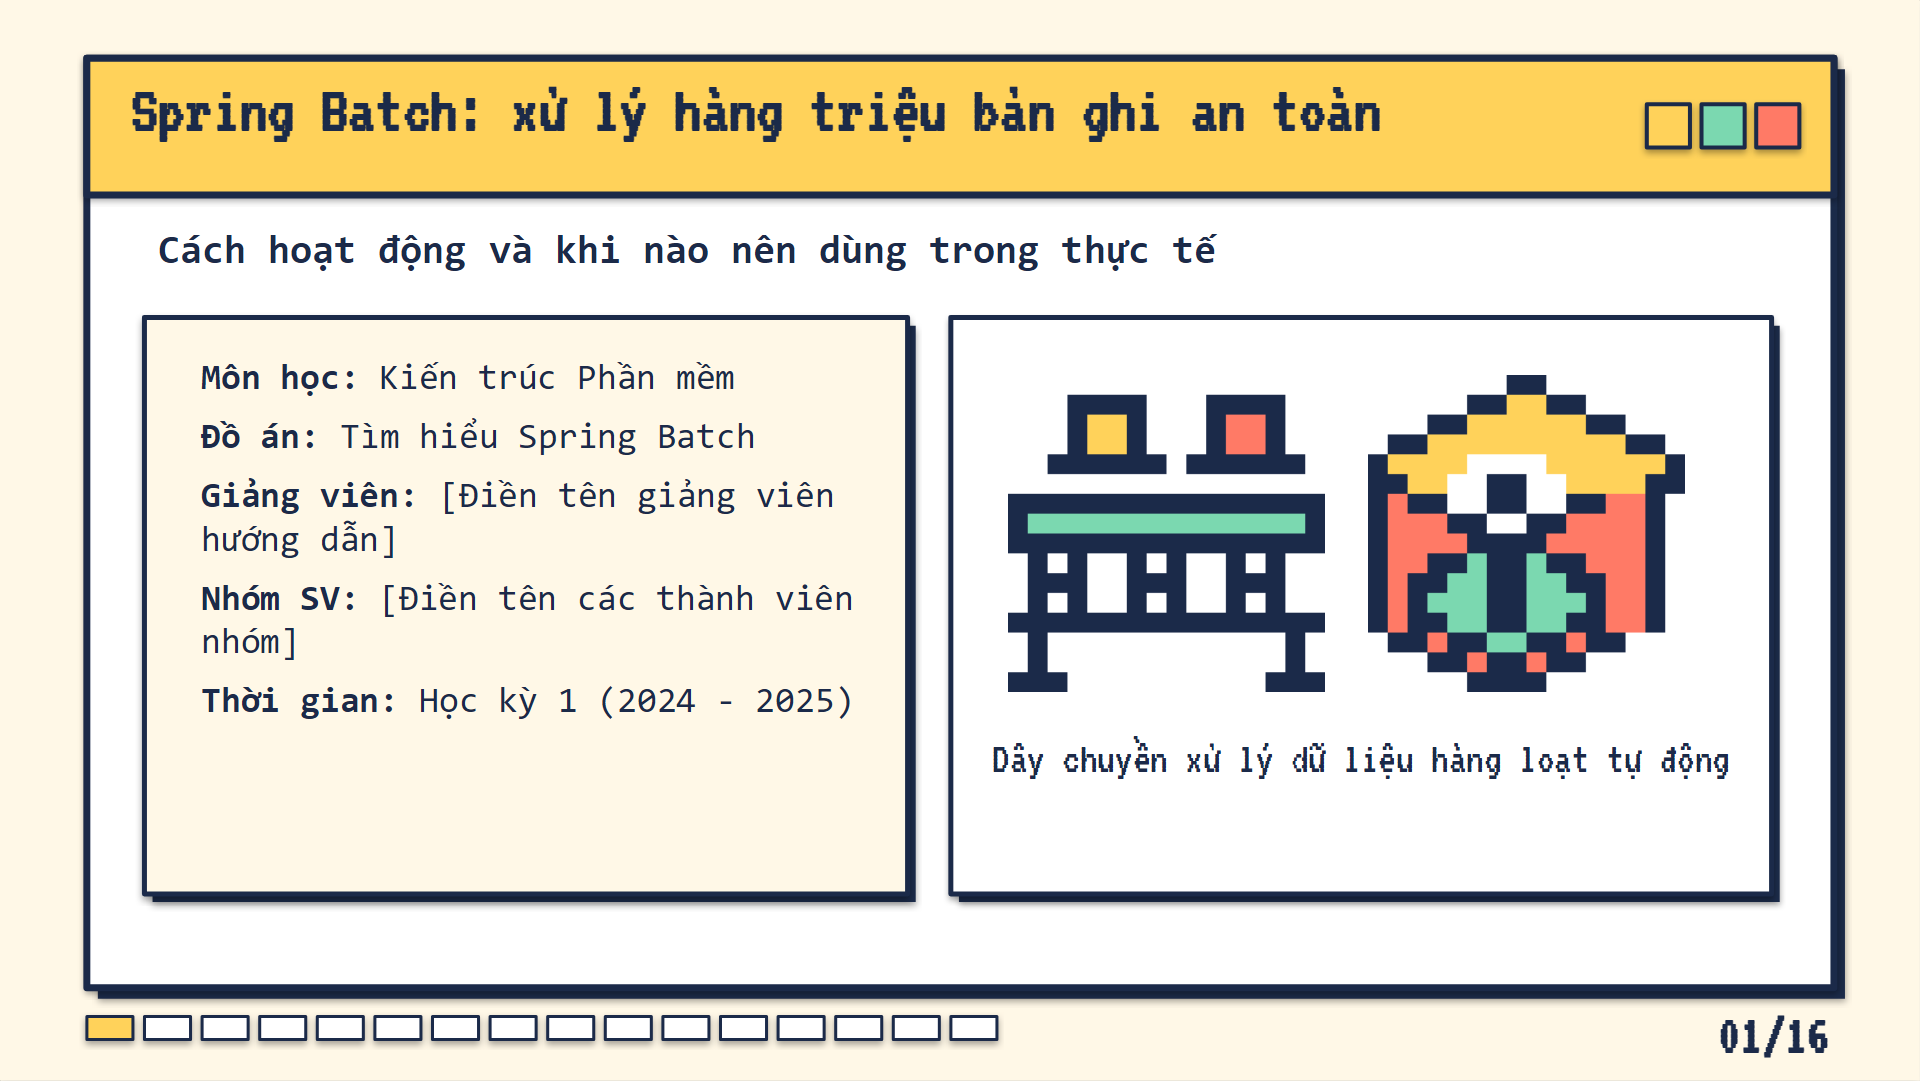 Spring Batch: xử lý hàng triệu bản ghi an toàn
Cách hoạt động và khi nào nên dùng trong thực tế
Môn học: Kiến trúc Phần mềm
Đồ án: Tìm hiểu Spring Batch
Giảng viên: [Điền tên giảng viên
hướng dẫn]
Nhóm SV: [Điền tên các thành viên
nhóm]
Thời gian: Học kỳ 1 (2024 - 2025)
Dây chuyền xử lý dữ liệu hàng loạt tự động
01/16